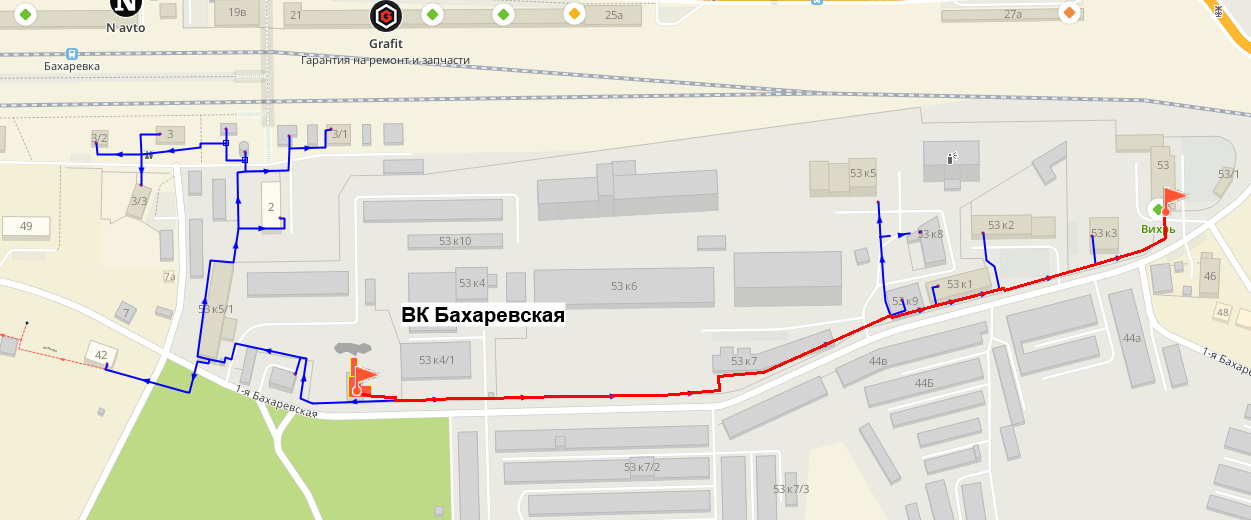 19в
21
25а
27а
N avto
Grafit
Гарантия на ремонт и запчасти
Бахаревка
3/2
3
3/1
53 к5
53
53/1
3/3
2
49
53 к10
53 к8
53 к2
53 к3
Вихрь
7а
53 к4
53 к6
53 к1
46
53 к5/1
7
53 к9
48
ВК Бахаревская
44а
42
53 к4/1
53 к7
44в
1-я Бахаревская
44Б
1-я Бахаревская
53 к7/2
53 к7/3